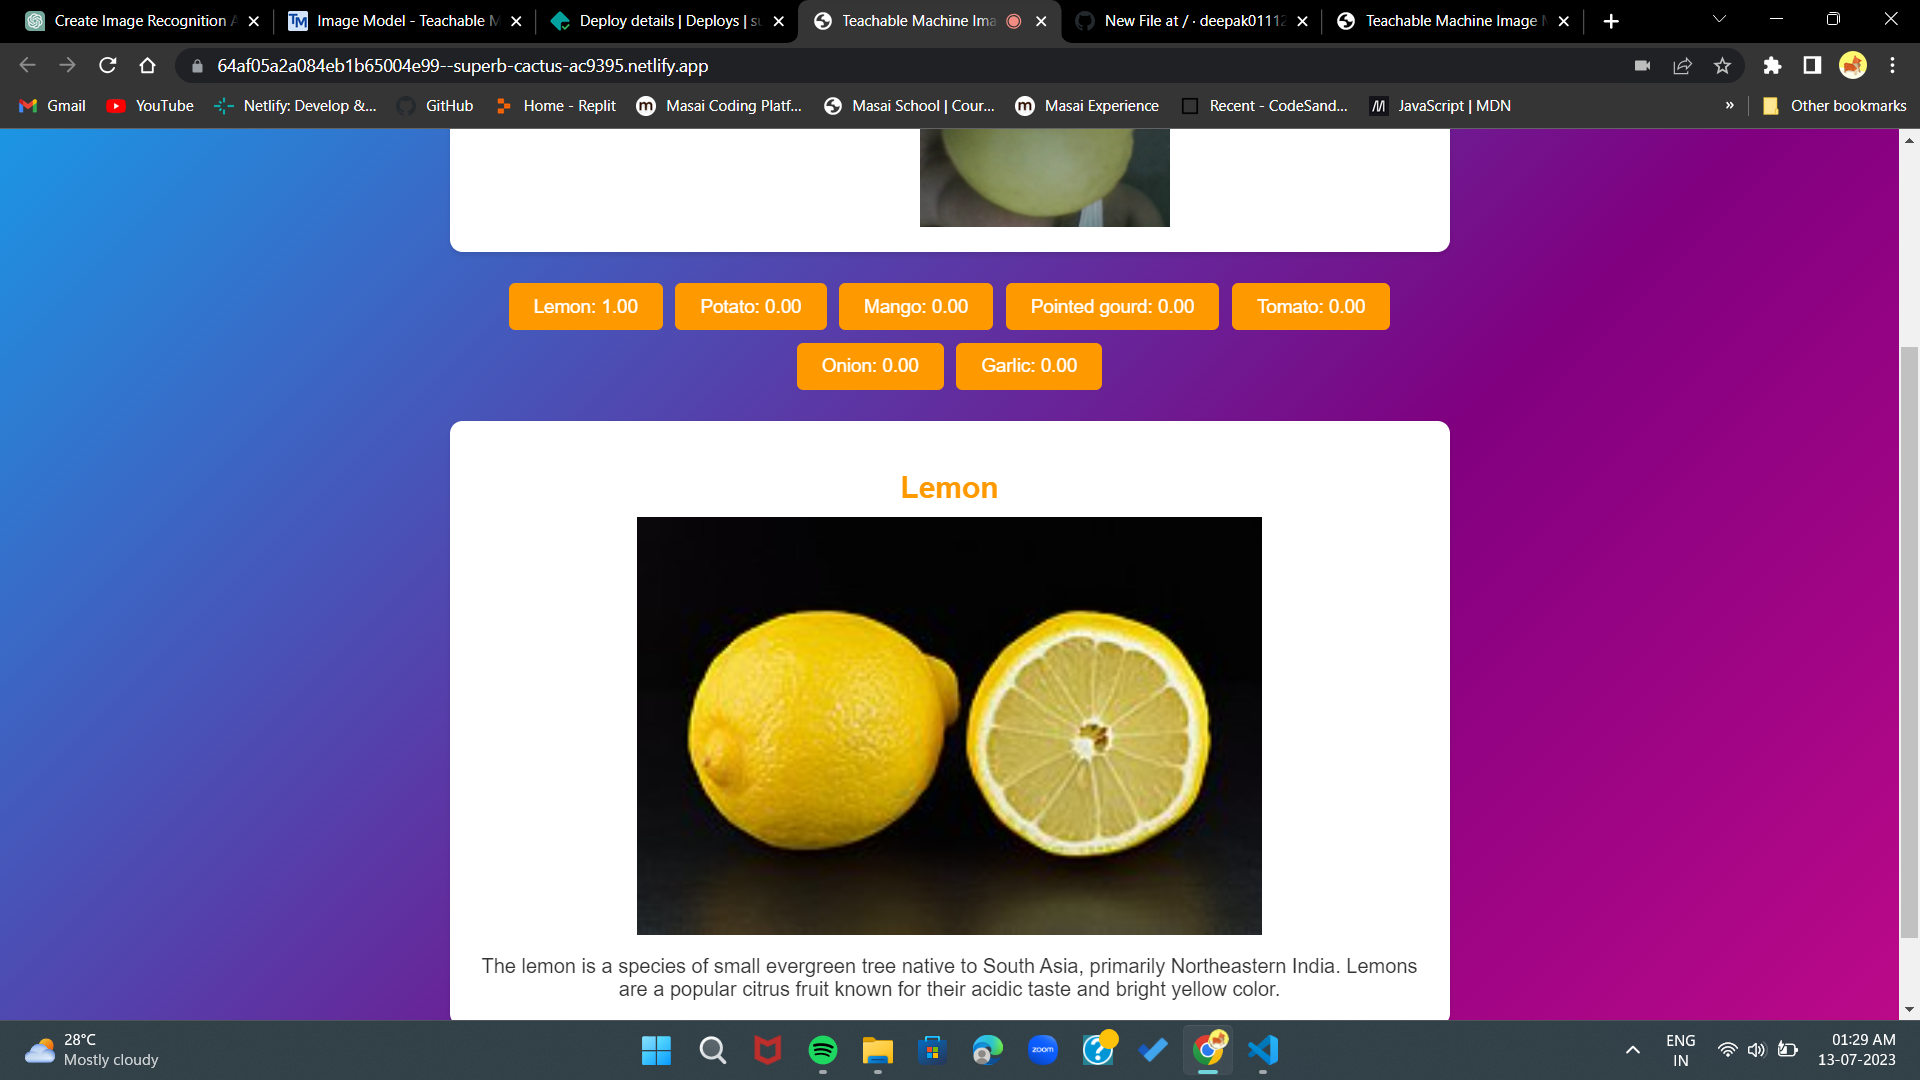 Create Image Recognition A
Image Model - Teachable M
Deploy details | Deploys | su
Teachable Machine Ima
New File at / · deepak01112
Teachable Machine Image M
64af05a2a084eb1b65004e99--superb-cactus-ac9395.netlify.app
Gmail
YouTube
Netlify: Develop &...
GitHub
Home - Replit
Masai Coding Platf...
Masai School | Cour...
Masai Experience
Recent - CodeSand...
JavaScript | MDN
»
Other bookmarks
Lemon: 1.00
Potato: 0.00
Mango: 0.00
Pointed gourd: 0.00
Tomato: 0.00
Onion: 0.00
Garlic: 0.00
Lemon
The lemon is a species of small evergreen tree native to South Asia, primarily Northeastern India. Lemons
are a popular citrus fruit known for their acidic taste and bright yellow color.
28°C
Mostly cloudy
zoom
ENG
IN
01:29 AM
13-07-2023